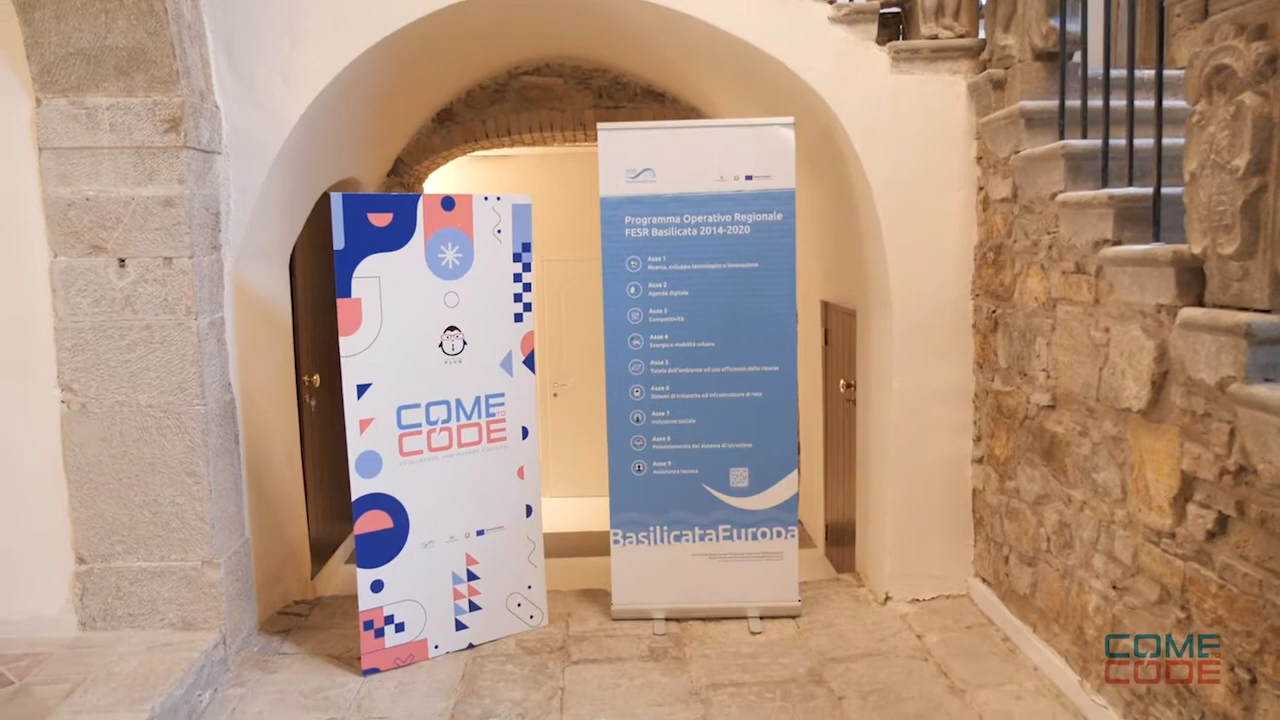 PLUG
COME
TO
CODE
Programma Operativo Regionale
FESR Basilicata 2014-2020
Asse 1
Ricerca, sviluppo tecnologico e innovazione
Asse 2
Agenda digitale
Asse 3
Competitività
Asse 4
Energia e mobilità urbana
Asse 5
Tutela dell'ambiente ed uso efficiente delle risorse
Asse 6
Sistemi di trasporto ed infrastrutture di rete
Asse 7
Inclusione sociale
Asse 8
Potenziamento del sistema di istruzione
Asse 9
Assistenza tecnica
BasilicataEuropa
COME
TO
CODE